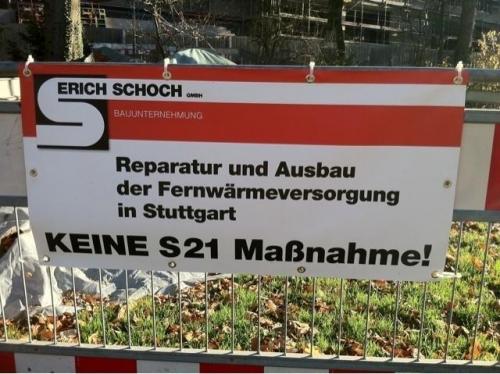 ERICH SCHOCH GMBH
BAUUNTERNEHMUNG
Reparatur und Ausbau
der Fernwärmeversorgung
in Stuttgart
KEINE S21 Maßnahme!